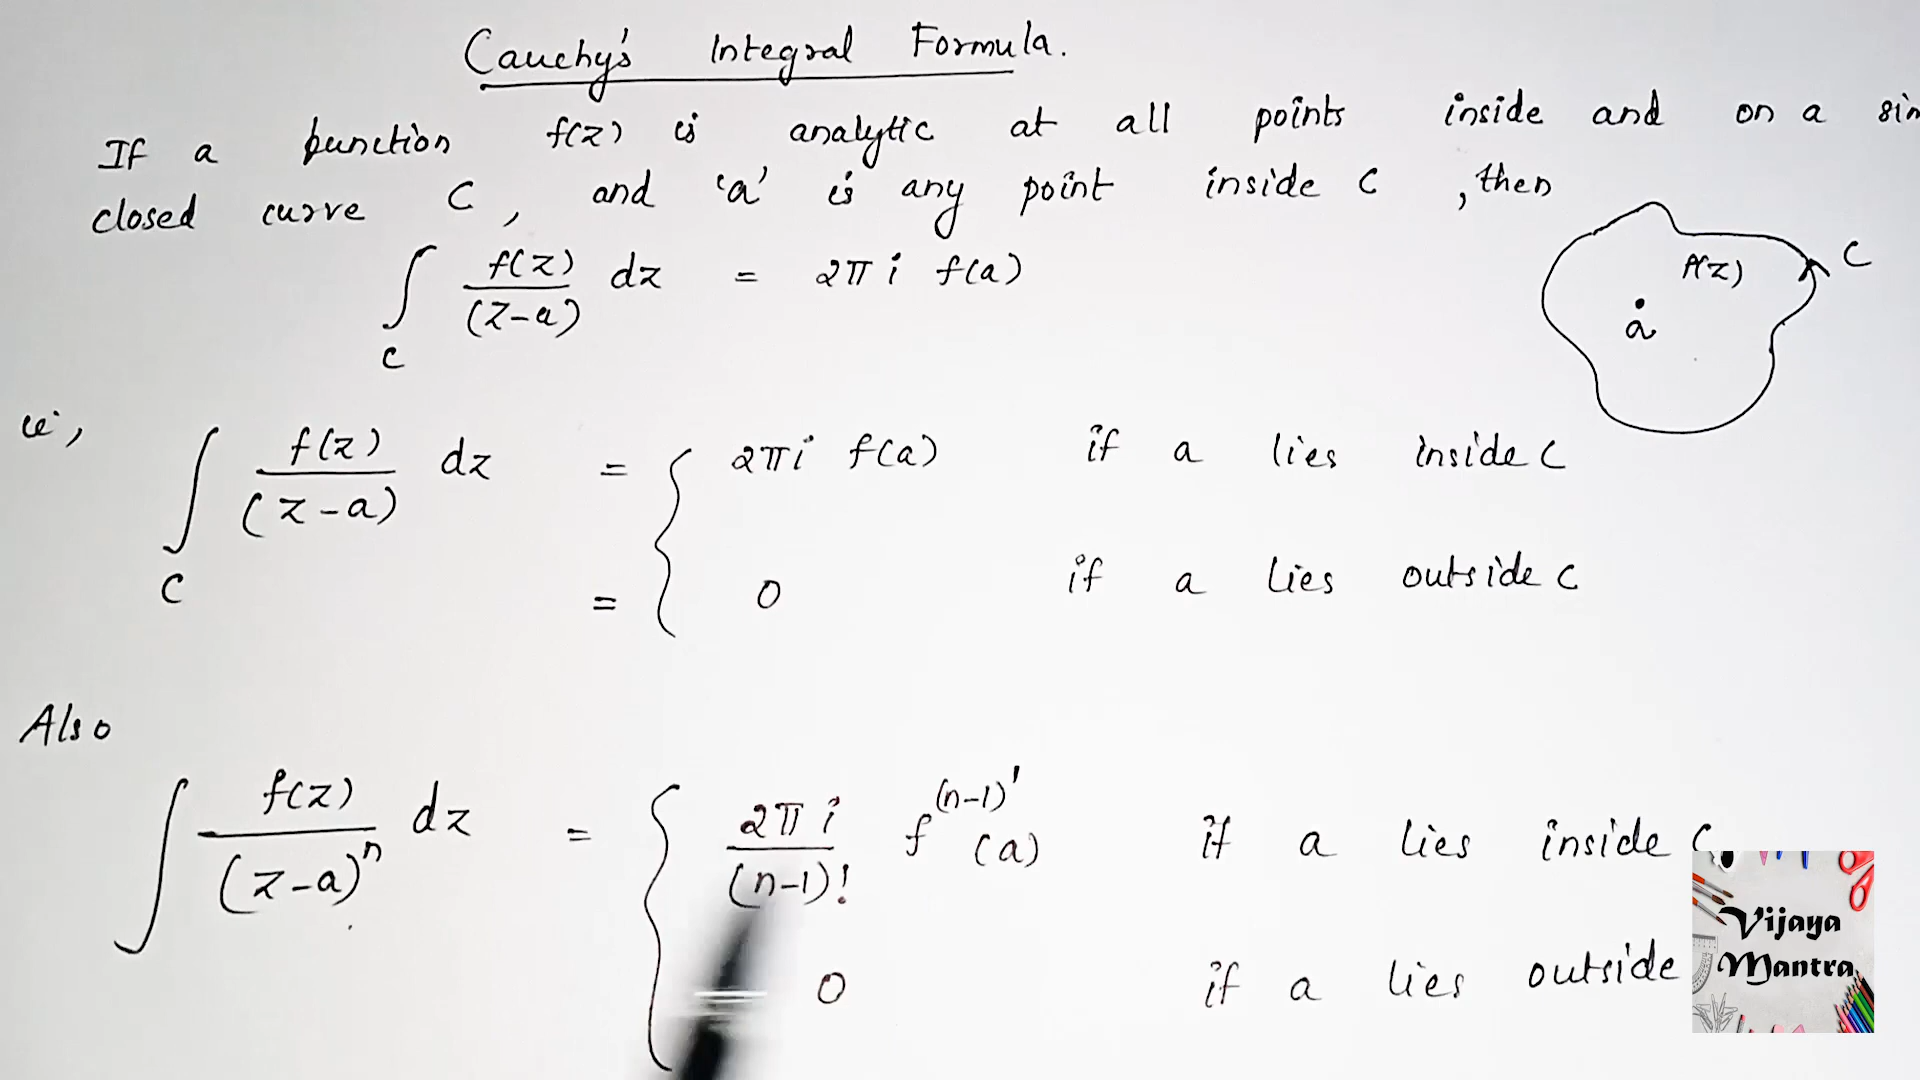 Cauchy's Integral Formula.
If a function f(z) is analytic at all points inside and on a sim
closed curve C, and 'a' is any point inside C, then
∫_C f(z)/(z-a) dz = 2πi f(a)
f(z) C
a
ie, ∫_C f(z)/(z-a) dz = { 2πi f(a) if a lies inside C
= 0 if a lies outside C
Also
∫ f(z)/(z-a)^n dz = { 2πi/(n-1)! f^(n-1)' (a) if a lies inside C
0 if a lies outside
Vijaya
Mantra